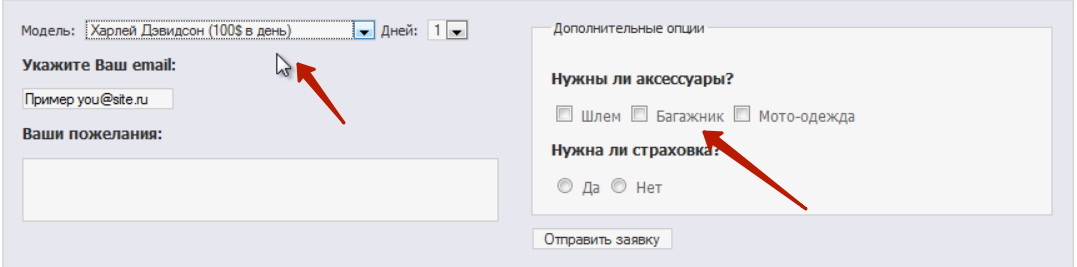 Модель: Харлей Дэвидсон (100$ в день) Дней: 1
Укажите Ваш email:
Пример you@site.ru
Ваши пожелания:
Дополнительные опции
Нужны ли аксессуары?
Шлем Багажник Мото-одежда
Нужна ли страховка?
Да Нет
Отправить заявку